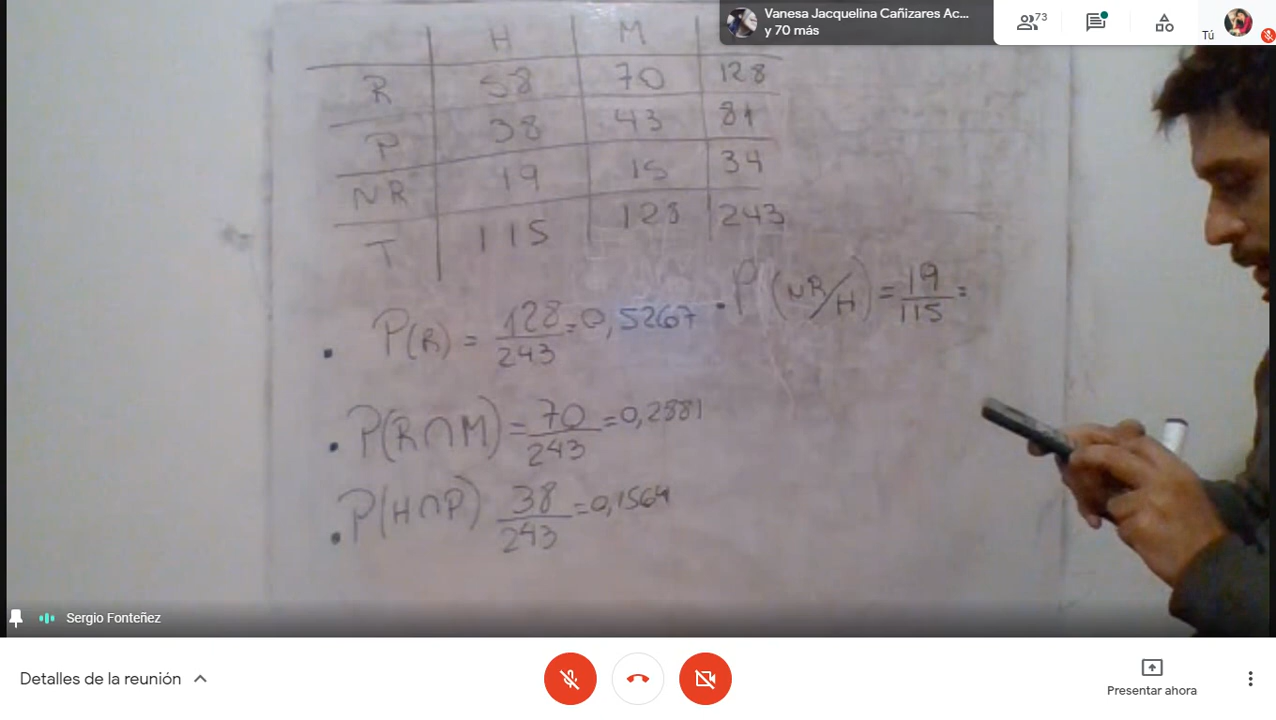 Vanesa Jacquelina Cañizares Ac...
y 70 más
73
Tú
H M
R 58 70 128
P 38 43 81
NR 19 15 34
T 115 128 243
• P(R) = 128/243 = 0,5267
• P(NR/H) = 19/115 =
• P(R∩M) = 70/243 = 0,2881
• P(H∩P) 38/243 = 0,1564
Sergio Fonteñez
Detalles de la reunión
Presentar ahora